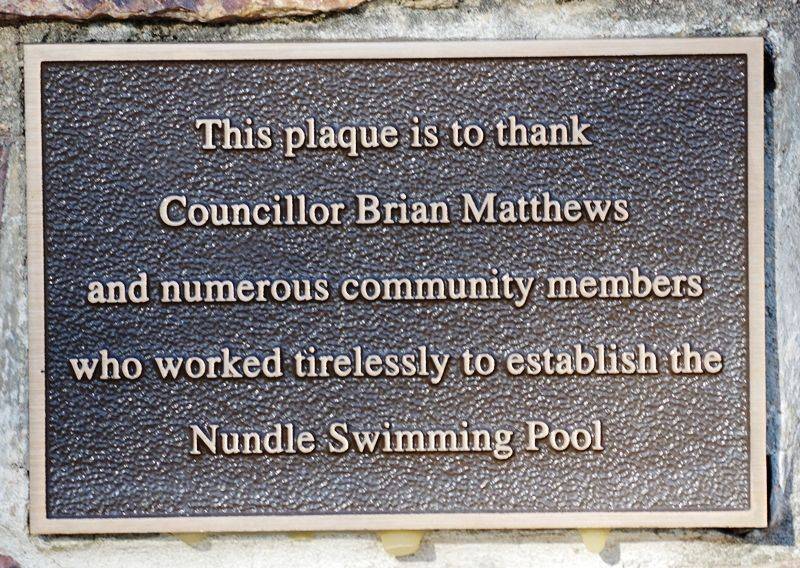 This plaque is to thank
Councillor Brian Matthews
and numerous community members
who worked tirelessly to establish the
Nundle Swimming Pool